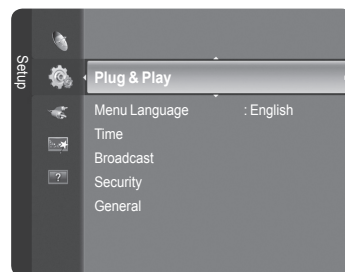 Setup
Plug & Play
Menu Language : English
Time
Broadcast
Security
General
?